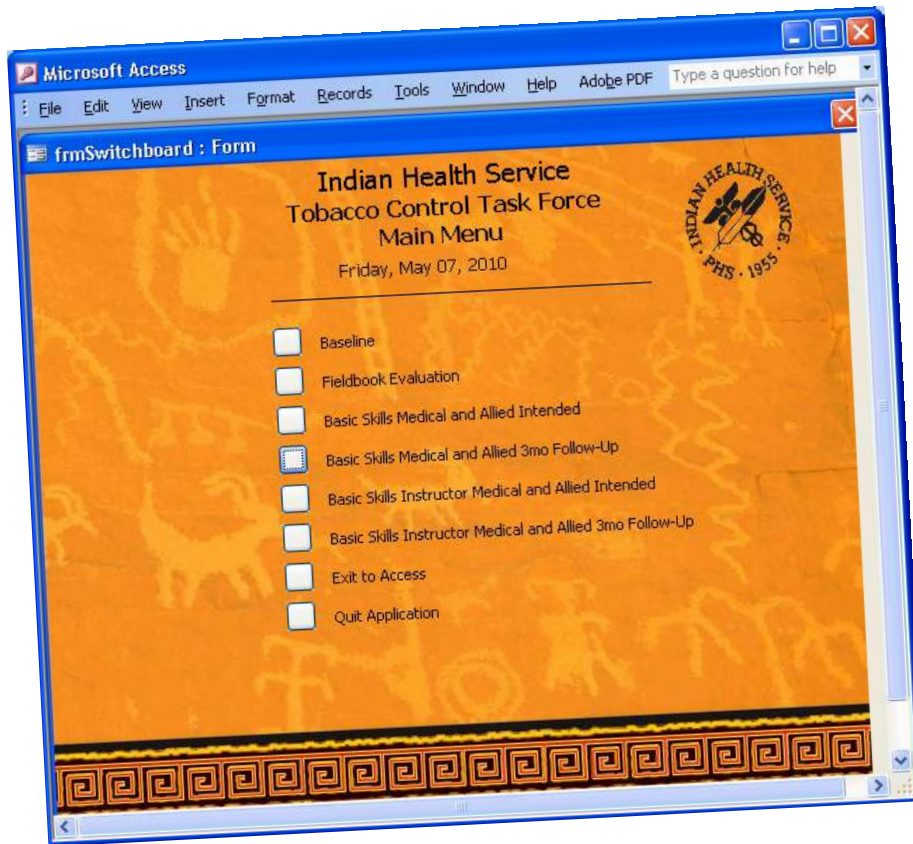 Microsoft Access
File Edit View Insert Format Records Tools Window Help Adobe PDF Type a question for help
frmSwitchboard : Form
Indian Health Service
Tobacco Control Task Force
Main Menu
Friday, May 07, 2010
INDIAN HEALTH SERVICE
PHS · 1955
Baseline
Fieldbook Evaluation
Basic Skills Medical and Allied Intended
Basic Skills Medical and Allied 3mo Follow-Up
Basic Skills Instructor Medical and Allied Intended
Basic Skills Instructor Medical and Allied 3mo Follow-Up
Exit to Access
Quit Application